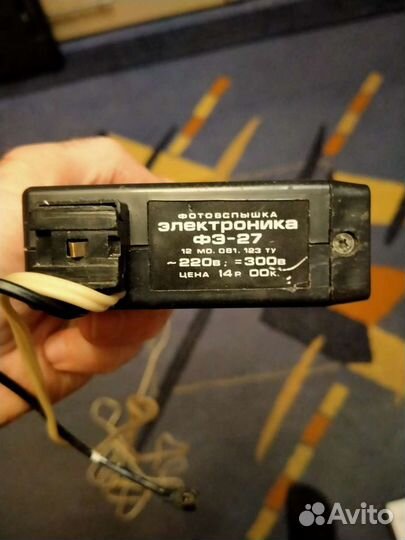 ФОТОВСПЫШКА
электроника
ФЭ-27
12 МО. 081. 123 ТУ
~220В; =300В
ЦЕНА 14Р 00К.
Avito